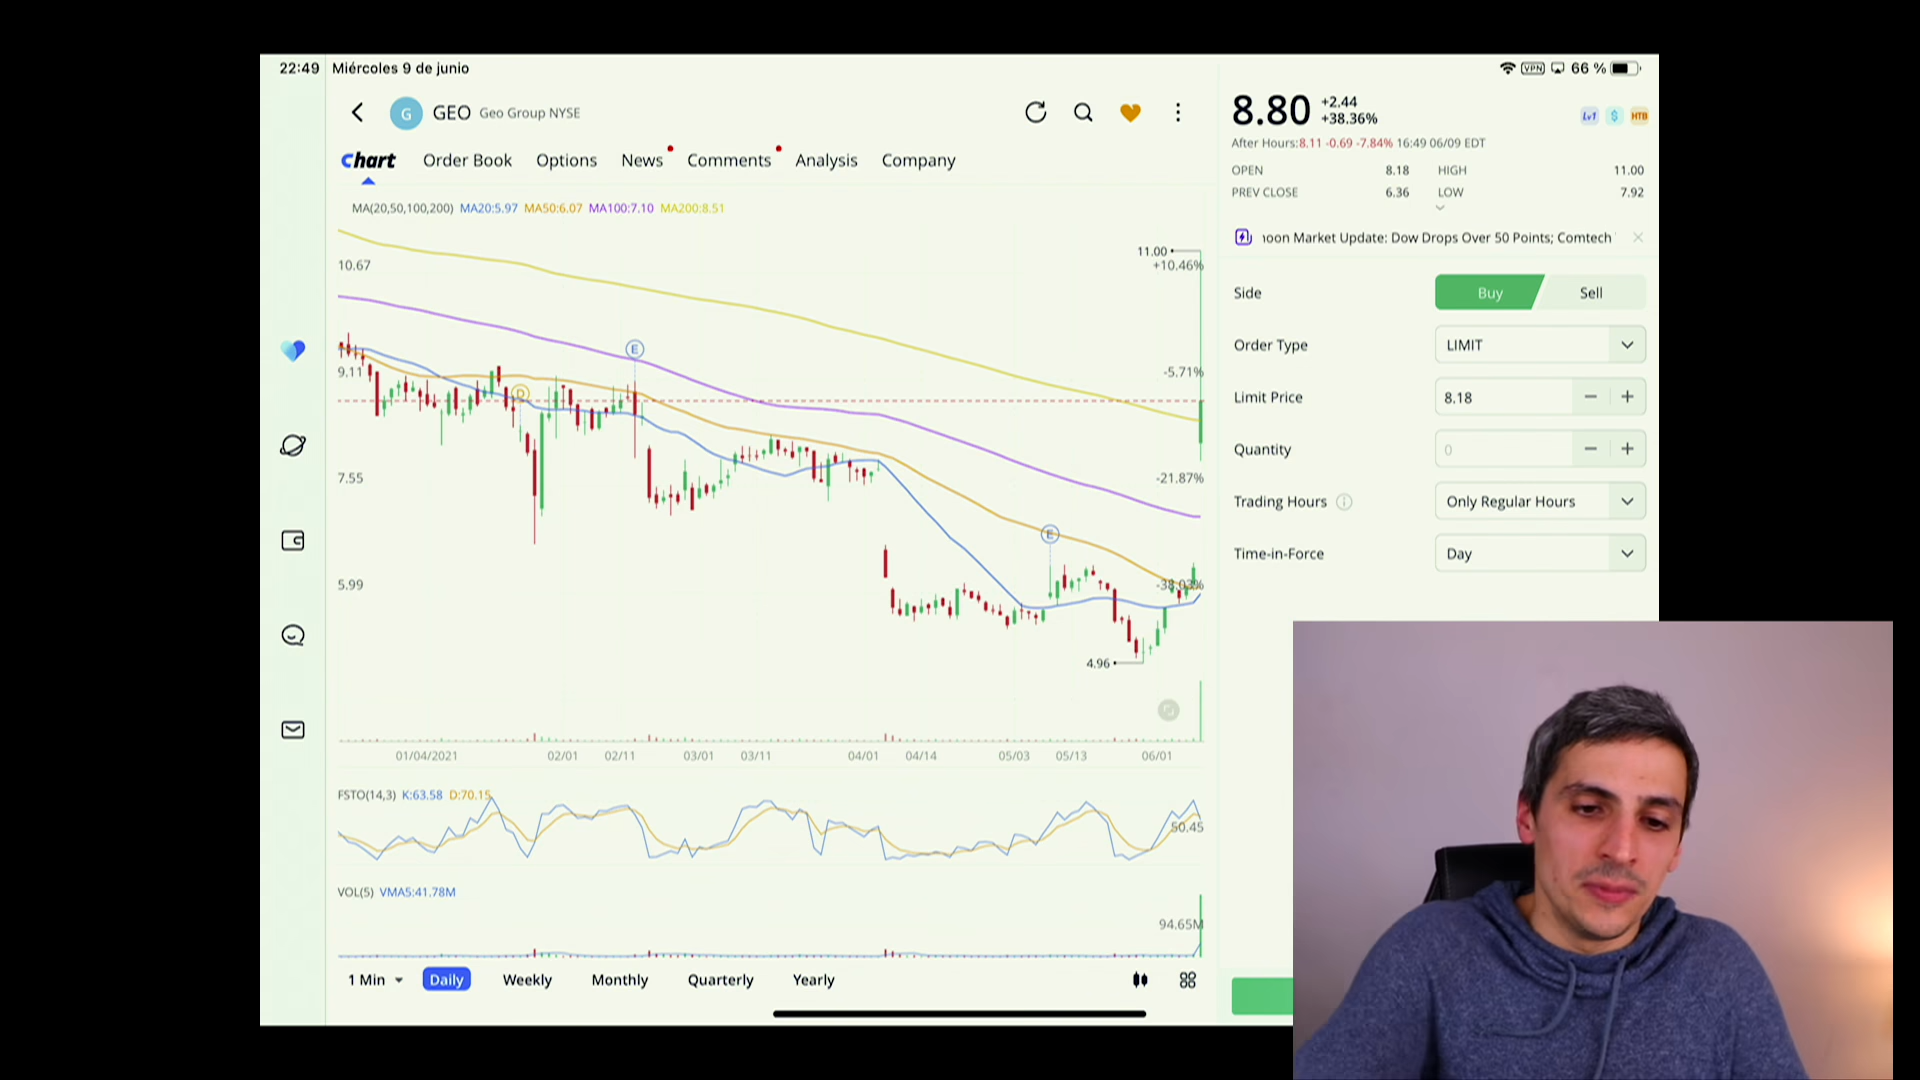 22:49 Miércoles 9 de junio
VPN 66 %
G GEO Geo Group NYSE
Chart Order Book Options News Comments Analysis Company
MA(20,50,100,200) MA20:5.97 MA50:6.07 MA100:7.10 MA200:8.51
11.00
10.67 +10.46%
E
9.11 -5.71%
D
7.55 -21.87%
E
5.99 -38.03%
4.96
01/04/2021 02/01 02/11 03/01 03/11 04/01 04/14 05/03 05/13 06/01
FSTO(14,3) K:63.58 D:70.15
50.45
VOL(5) VMA5:41.78M
94.65M
1 Min Daily Weekly Monthly Quarterly Yearly
8.80 +2.44
+38.36%
Lv1 $ HTB
After Hours:8.11 -0.69 -7.84% 16:49 06/09 EDT
OPEN 8.18 HIGH 11.00
PREV CLOSE 6.36 LOW 7.92
noon Market Update: Dow Drops Over 50 Points; Comtech
Side Buy Sell
Order Type LIMIT
Limit Price 8.18 − +
Quantity 0 − +
Trading Hours Only Regular Hours
Time-in-Force Day